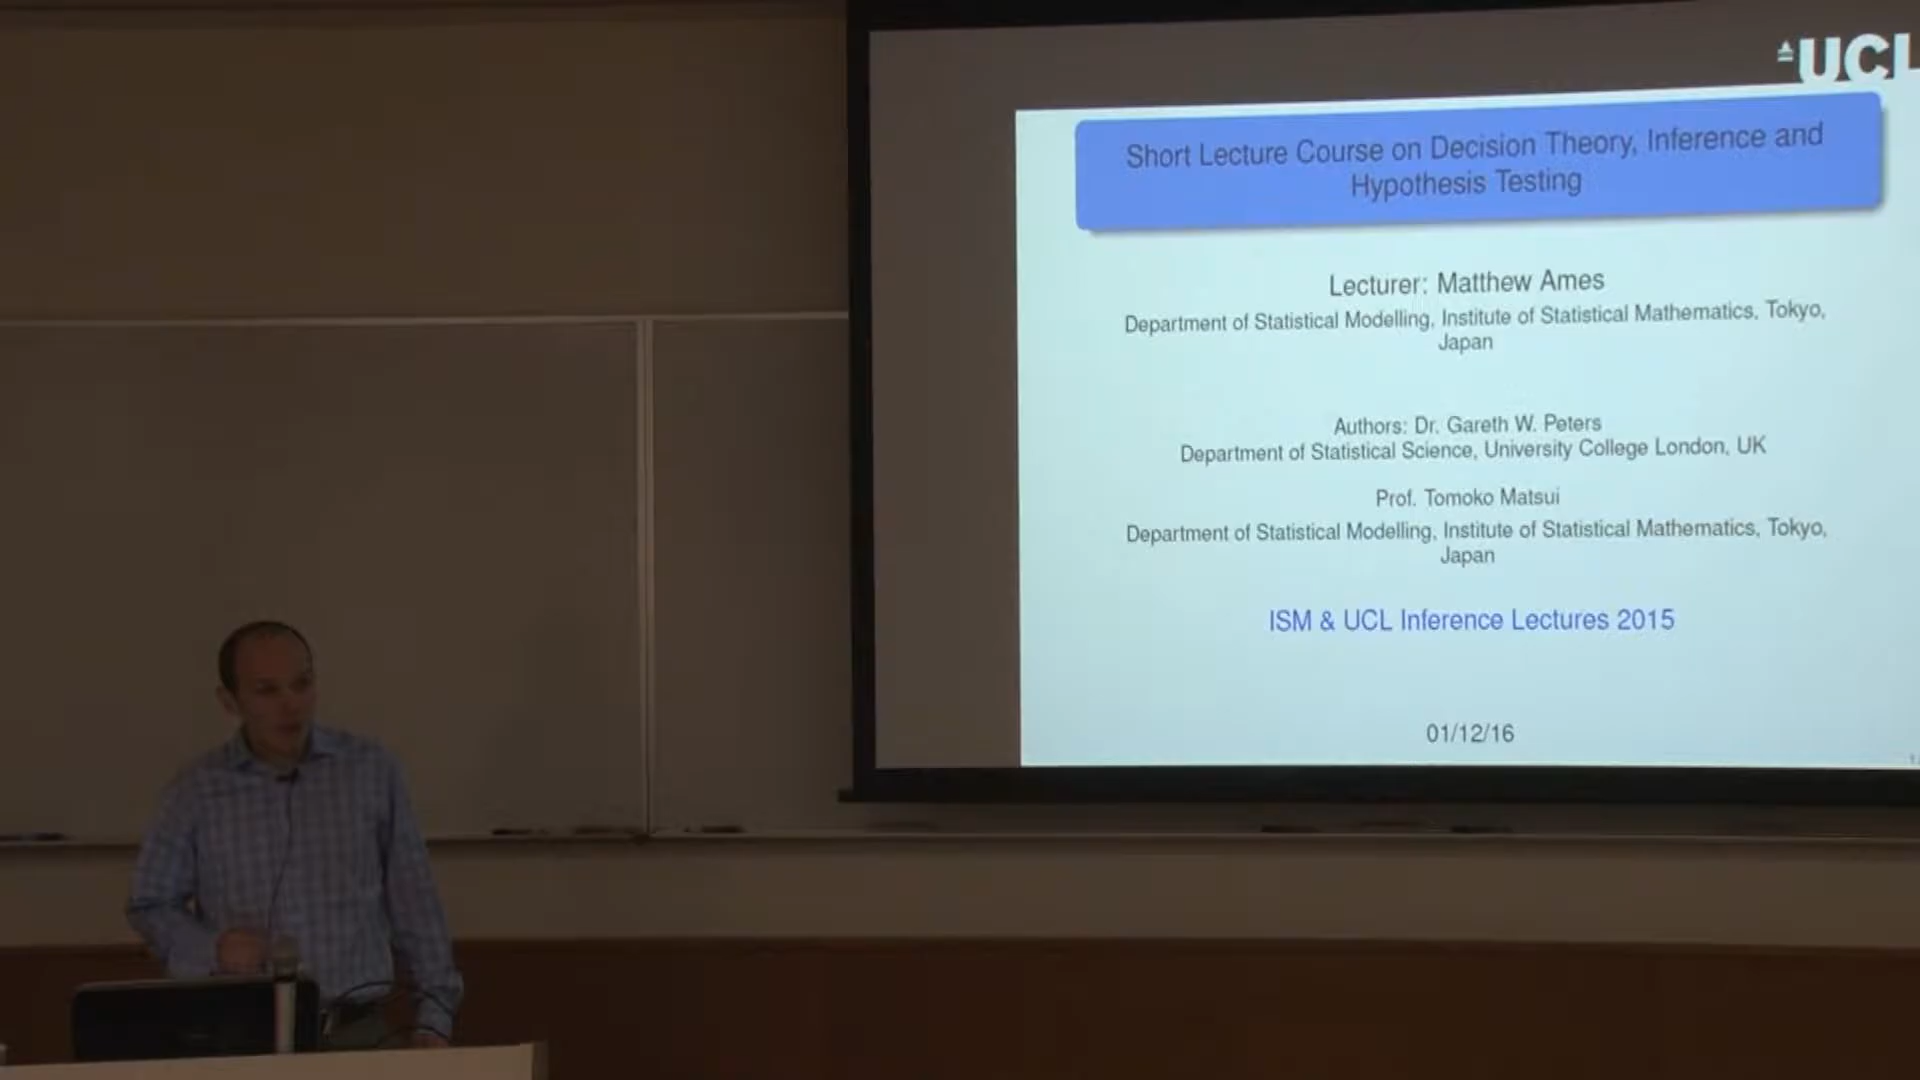 UCL
Short Lecture Course on Decision Theory, Inference and
Hypothesis Testing
Lecturer: Matthew Ames
Department of Statistical Modelling, Institute of Statistical Mathematics, Tokyo,
Japan
Authors: Dr. Gareth W. Peters
Department of Statistical Science, University College London, UK
Prof. Tomoko Matsui
Department of Statistical Modelling, Institute of Statistical Mathematics, Tokyo,
Japan
ISM & UCL Inference Lectures 2015
01/12/16